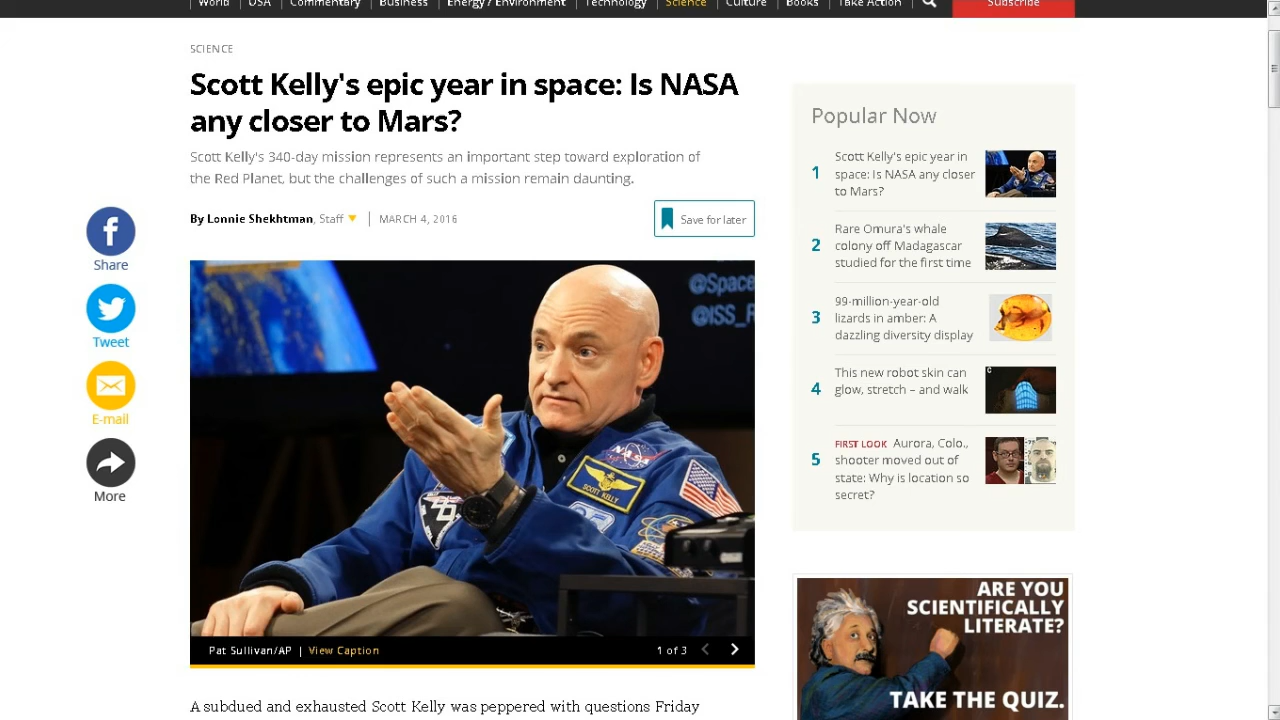 World USA Commentary Business Energy / Environment Technology Science Culture Books Take Action Subscribe
SCIENCE
Scott Kelly's epic year in space: Is NASA
any closer to Mars?
Scott Kelly's 340-day mission represents an important step toward exploration of
the Red Planet, but the challenges of such a mission remain daunting.
By Lonnie Shekhtman, Staff | MARCH 4, 2016
Save for later
Share
Tweet
E-mail
More
@Space
@ISS_R
NASA
SCOTT KELLY
Pat Sullivan/AP | View Caption
1 of 3
A subdued and exhausted Scott Kelly was peppered with questions Friday
Popular Now
1
Scott Kelly's epic year in
space: Is NASA any closer
to Mars?
2
Rare Omura's whale
colony off Madagascar
studied for the first time
3
99-million-year-old
lizards in amber: A
dazzling diversity display
4
This new robot skin can
glow, stretch – and walk
C
5
FIRST LOOK Aurora, Colo.,
shooter moved out of
state: Why is location so
secret?
ARE YOU
SCIENTIFICALLY
LITERATE?
TAKE THE QUIZ.